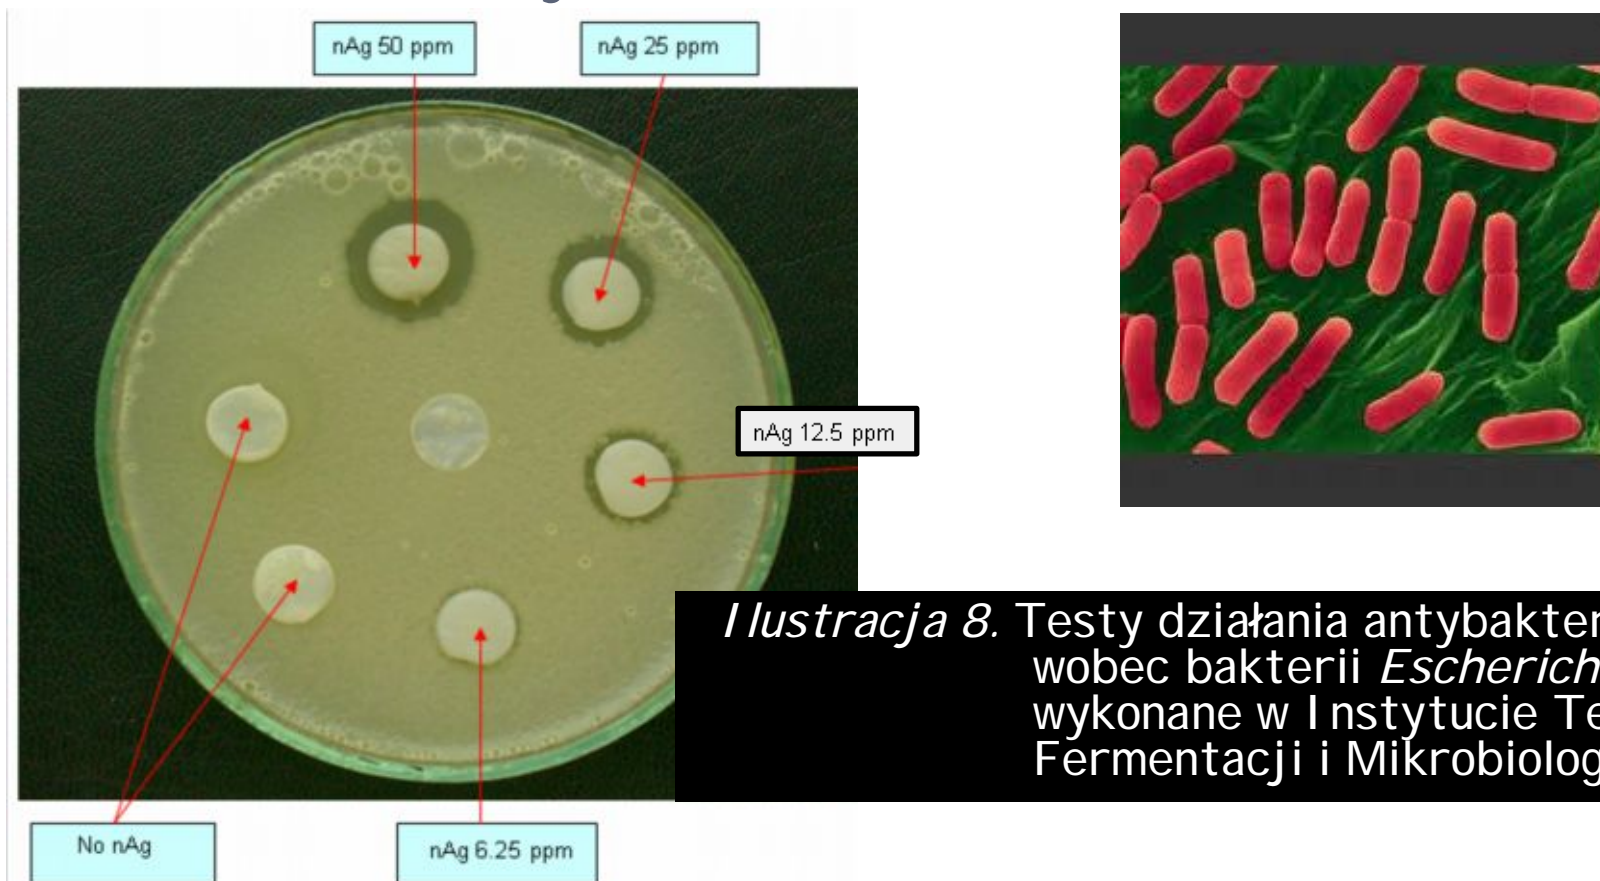 nAg 50 ppm
nAg 25 ppm
nAg 12.5 ppm
Ilustracja 8. Testy działania antybakter
wobec bakterii Escherich
wykonane w Instytucie Te
Fermentacji i Mikrobiolog
No nAg
nAg 6.25 ppm